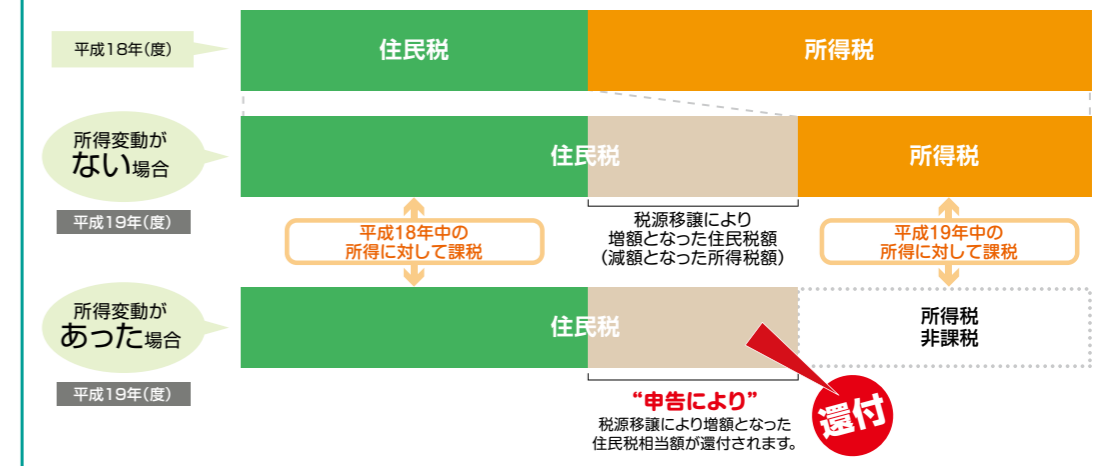 平成18年(度)
住民税
所得税
所得変動が
ない場合
平成19年(度)
住民税
所得税
平成18年中の
所得に対して課税
税源移譲により
増額となった住民税額
(減額となった所得税額)
平成19年中の
所得に対して課税
所得変動が
あった場合
平成19年(度)
住民税
所得税
非課税
“申告により”
税源移譲により増額となった
住民税相当額が還付されます。
還付